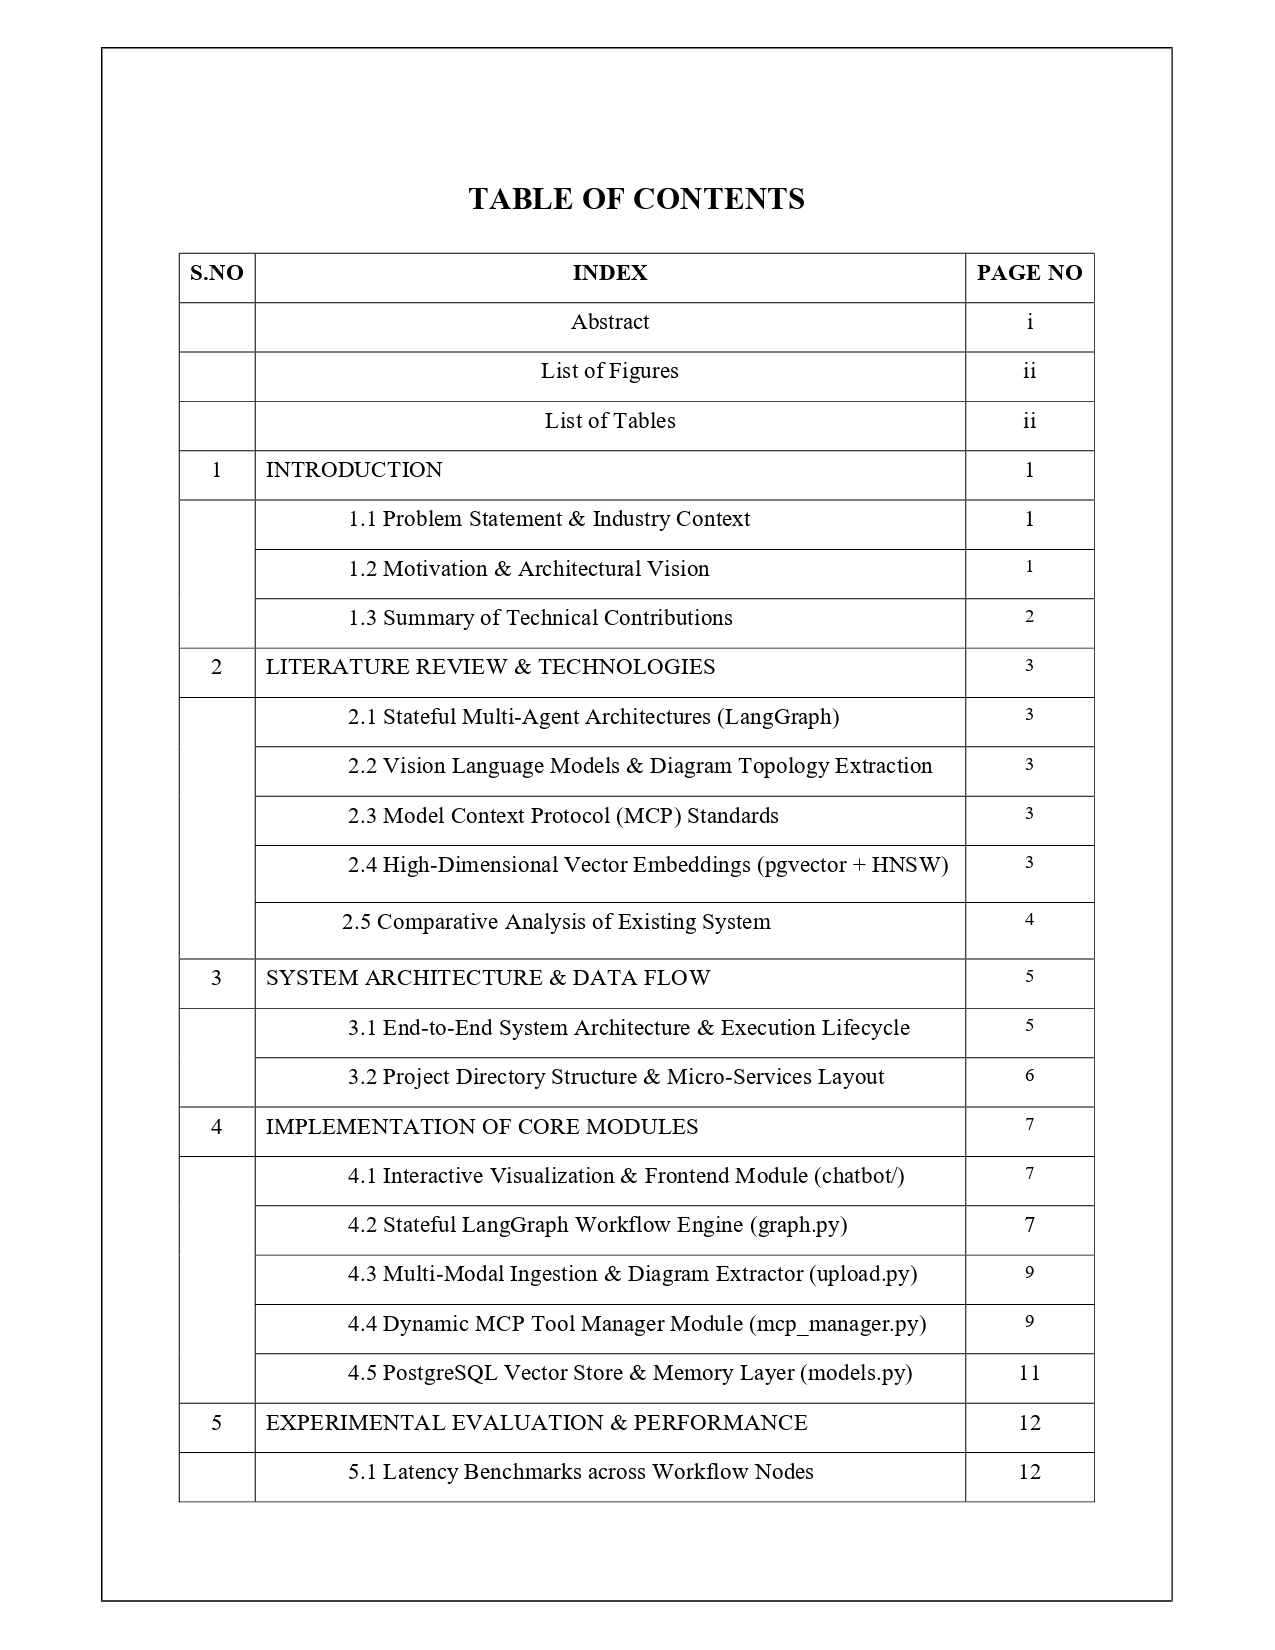 TABLE OF CONTENTS
S.NO INDEX PAGE NO
Abstract i
List of Figures ii
List of Tables ii
1 INTRODUCTION 1
1.1 Problem Statement & Industry Context 1
1.2 Motivation & Architectural Vision 1
1.3 Summary of Technical Contributions 2
2 LITERATURE REVIEW & TECHNOLOGIES 3
2.1 Stateful Multi-Agent Architectures (LangGraph) 3
2.2 Vision Language Models & Diagram Topology Extraction 3
2.3 Model Context Protocol (MCP) Standards 3
2.4 High-Dimensional Vector Embeddings (pgvector + HNSW) 3
2.5 Comparative Analysis of Existing System 4
3 SYSTEM ARCHITECTURE & DATA FLOW 5
3.1 End-to-End System Architecture & Execution Lifecycle 5
3.2 Project Directory Structure & Micro-Services Layout 6
4 IMPLEMENTATION OF CORE MODULES 7
4.1 Interactive Visualization & Frontend Module (chatbot/) 7
4.2 Stateful LangGraph Workflow Engine (graph.py) 7
4.3 Multi-Modal Ingestion & Diagram Extractor (upload.py) 9
4.4 Dynamic MCP Tool Manager Module (mcp_manager.py) 9
4.5 PostgreSQL Vector Store & Memory Layer (models.py) 11
5 EXPERIMENTAL EVALUATION & PERFORMANCE 12
5.1 Latency Benchmarks across Workflow Nodes 12